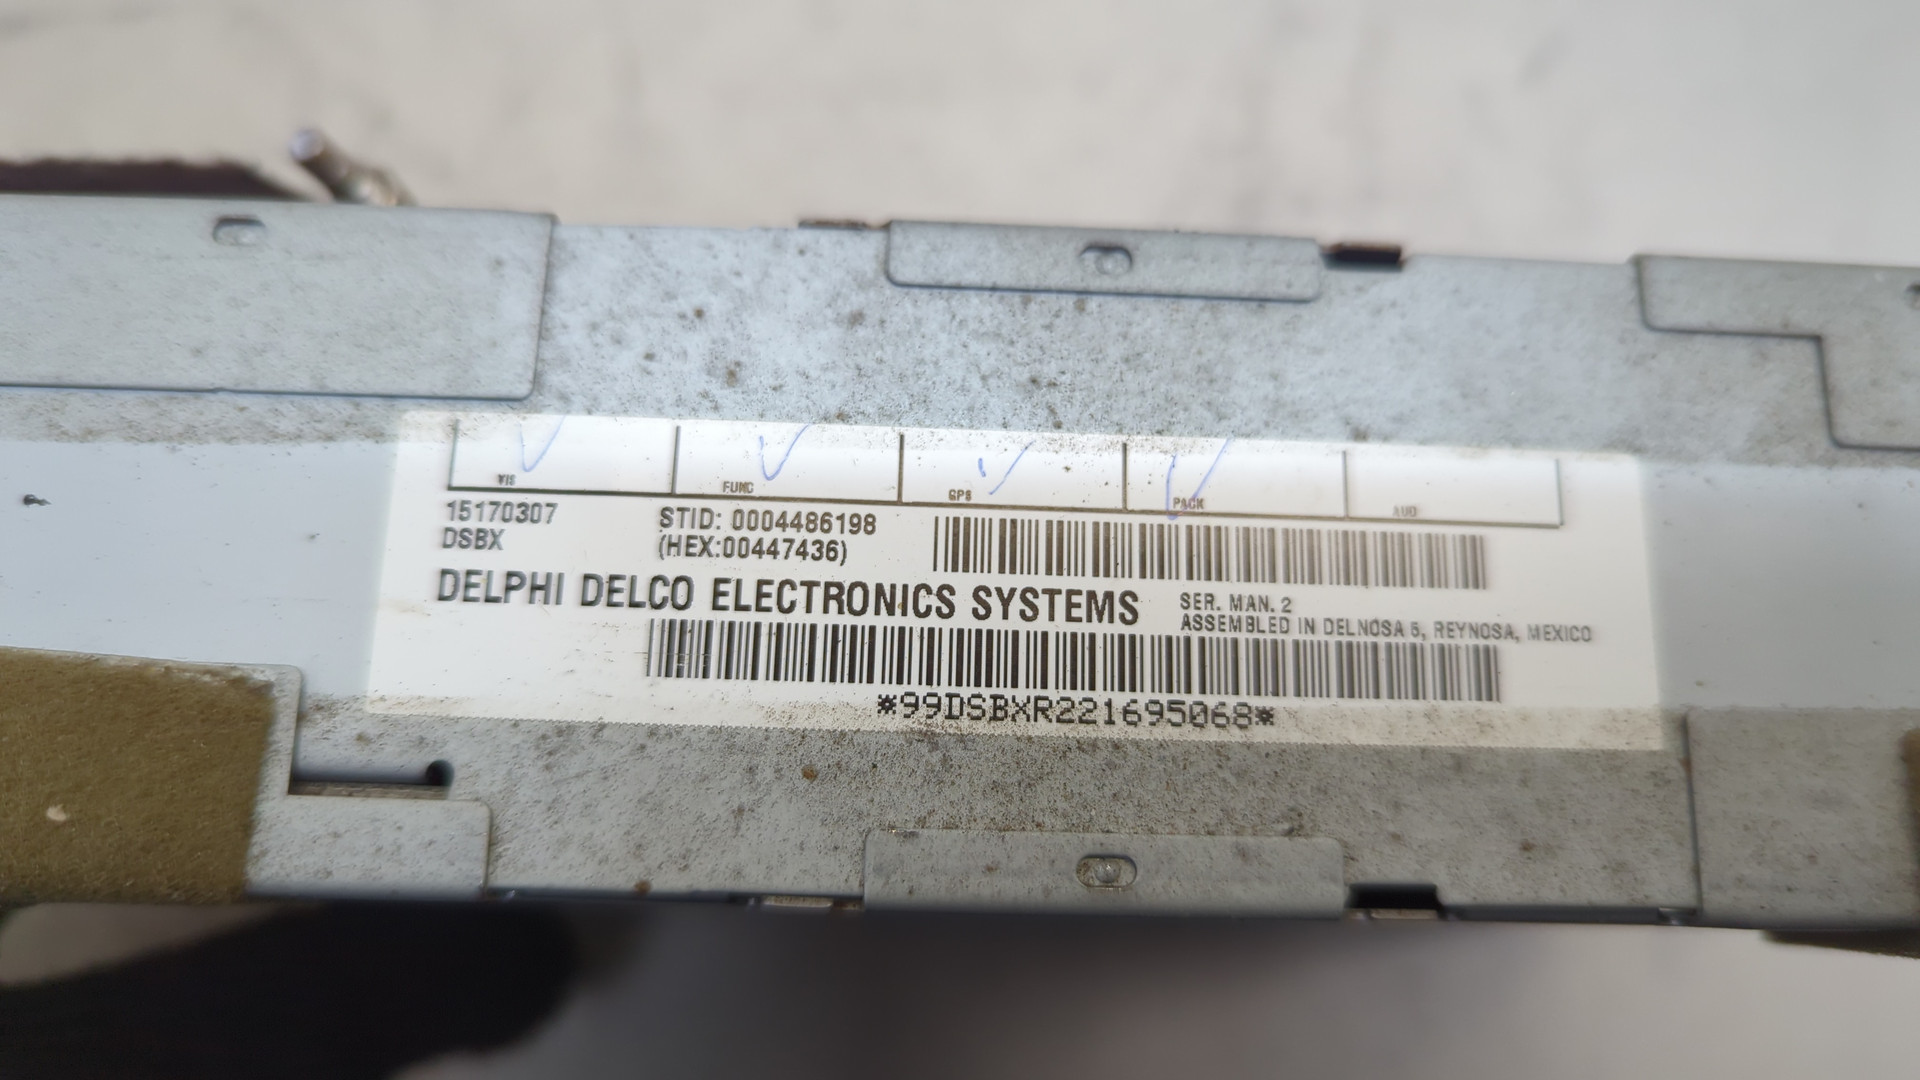 VIS FUNC GPS PACK AUD
15170307 STID: 0004486198
DSBX (HEX:00447436)
DELPHI DELCO ELECTRONICS SYSTEMS
SER. MAN. 2
ASSEMBLED IN DELNOSA 5, REYNOSA, MEXICO
*99DSBXR221695068*